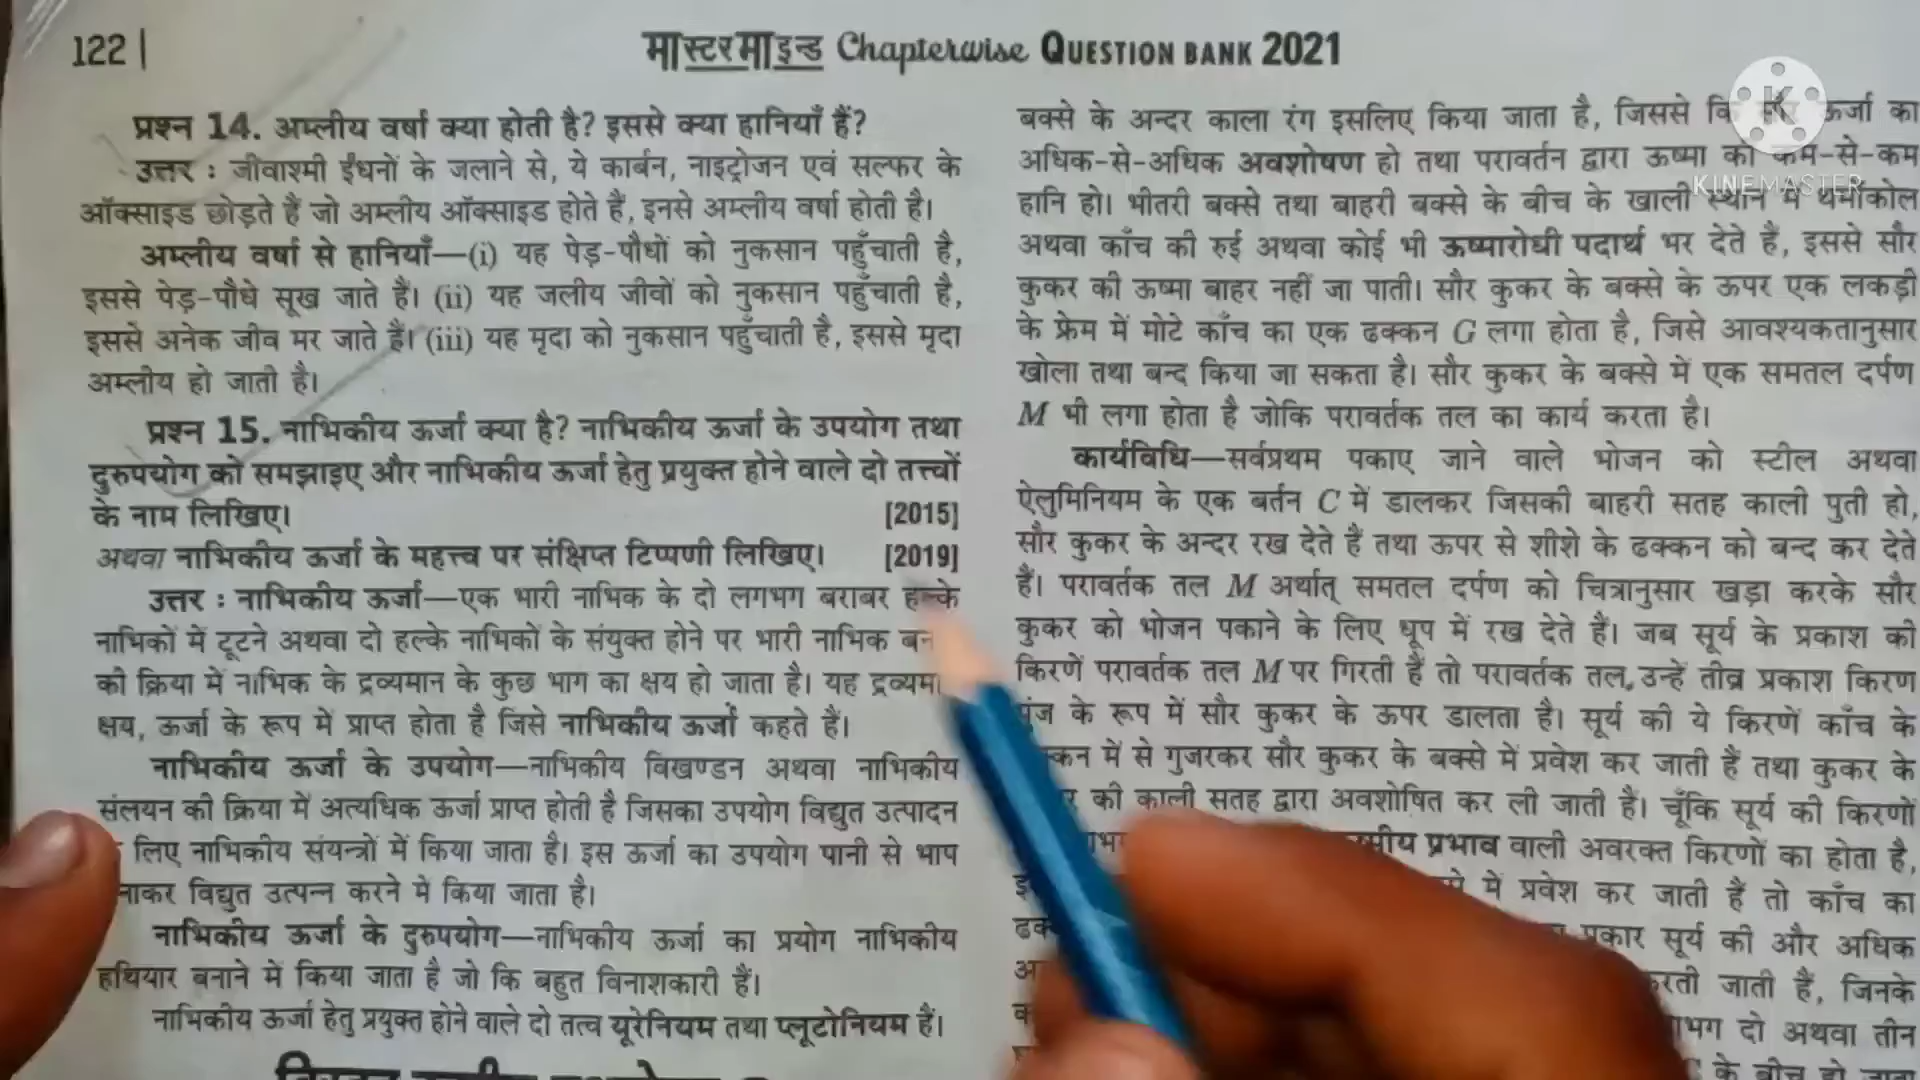 122 |
मास्टरमाइन्ड Chapterwise QUESTION BANK 2021
प्रश्न 14. अम्लीय वर्षा क्या होती है? इससे क्या हानियाँ हैं?
उत्तर : जीवाश्मी ईंधनों के जलाने से, ये कार्बन, नाइट्रोजन एवं सल्फर के
ऑक्साइड छोड़ते हैं जो अम्लीय ऑक्साइड होते हैं, इनसे अम्लीय वर्षा होती है।
अम्लीय वर्षा से हानियाँ—(i) यह पेड़-पौधों को नुकसान पहुँचाती है,
इससे पेड़-पौधे सूख जाते हैं। (ii) यह जलीय जीवों को नुकसान पहुँचाती है,
इससे अनेक जीव मर जाते हैं। (iii) यह मृदा को नुकसान पहुँचाती है, इससे मृदा
अम्लीय हो जाती है।
प्रश्न 15. नाभिकीय ऊर्जा क्या है? नाभिकीय ऊर्जा के उपयोग तथा
दुरुपयोग को समझाइए और नाभिकीय ऊर्जा हेतु प्रयुक्त होने वाले दो तत्त्वों
के नाम लिखिए। [2015]
अथवा नाभिकीय ऊर्जा के महत्त्व पर संक्षिप्त टिप्पणी लिखिए। [2019]
उत्तर : नाभिकीय ऊर्जा—एक भारी नाभिक के दो लगभग बराबर हल्के
नाभिकों में टूटने अथवा दो हल्के नाभिकों के संयुक्त होने पर भारी नाभिक
की क्रिया में नाभिक के द्रव्यमान के कुछ भाग का क्षय हो जाता है। यह
क्षय, ऊर्जा के रूप में प्राप्त होता है जिसे नाभिकीय ऊर्जा कहते हैं।
नाभिकीय ऊर्जा के उपयोग—नाभिकीय विखण्डन अथवा नाभिकीय
संलयन की क्रिया में अत्यधिक ऊर्जा प्राप्त होती है जिसका उपयोग विद्युत उत्पादन
लिए नाभिकीय संयन्त्रों में किया जाता है। इस ऊर्जा का उपयोग पानी से भाप
विद्युत उत्पन्न करने में किया जाता है।
नाभिकीय ऊर्जा के दुरुपयोग—नाभिकीय ऊर्जा का प्रयोग नाभिकीय
हथियार बनाने में किया जाता है जो कि बहुत विनाशकारी हैं।
नाभिकीय ऊर्जा हेतु प्रयुक्त होने वाले दो तत्व यूरेनियम तथा प्लूटोनियम हैं।
बक्से के अन्दर काला रंग इसलिए किया जाता है, जिससे कि ऊर्जा का
अधिक-से-अधिक अवशोषण हो तथा परावर्तन द्वारा ऊष्मा की कम-से-कम
हानि हो। भीतरी बक्से तथा बाहरी बक्से के बीच के खाली स्थान में थर्माकोल
अथवा काँच की रुई अथवा कोई भी ऊष्मारोधी पदार्थ भर देते हैं, इससे सौर
कुकर की ऊष्मा बाहर नहीं जा पाती। सौर कुकर के बक्से के ऊपर एक लकड़ी
के फ्रेम में मोटे काँच का एक ढक्कन G लगा होता है, जिसे आवश्यकतानुसार
खोला तथा बन्द किया जा सकता है। सौर कुकर के बक्से में एक समतल दर्पण
M भी लगा होता है जोकि परावर्तक तल का कार्य करता है।
कार्यविधि—सर्वप्रथम पकाए जाने वाले भोजन को स्टील अथवा
ऐलुमिनियम के एक बर्तन C में डालकर जिसकी बाहरी सतह काली पुती हो,
सौर कुकर के अन्दर रख देते हैं तथा ऊपर से शीशे के ढक्कन को बन्द कर देते
हैं। परावर्तक तल M अर्थात् समतल दर्पण को चित्रानुसार खड़ा करके सौर
कुकर को भोजन पकाने के लिए धूप में रख देते हैं। जब सूर्य के प्रकाश की
किरणें परावर्तक तल M पर गिरती हैं तो परावर्तक तल, उन्हें तीव्र प्रकाश किरण
के रूप में सौर कुकर के ऊपर डालता है। सूर्य की ये किरणें काँच के
में से गुजरकर सौर कुकर के बक्से में प्रवेश कर जाती हैं तथा कुकर के
की काली सतह द्वारा अवशोषित कर ली जाती हैं। चूँकि सूर्य की किरणों
प्रभाव वाली अवरक्त किरणों का होता है,
में प्रवेश कर जाती हैं तो काँच का
प्रकार सूर्य की और अधिक
जाती हैं, जिनके
दो अथवा तीन
के बीच हो जाता
KINEMASTER